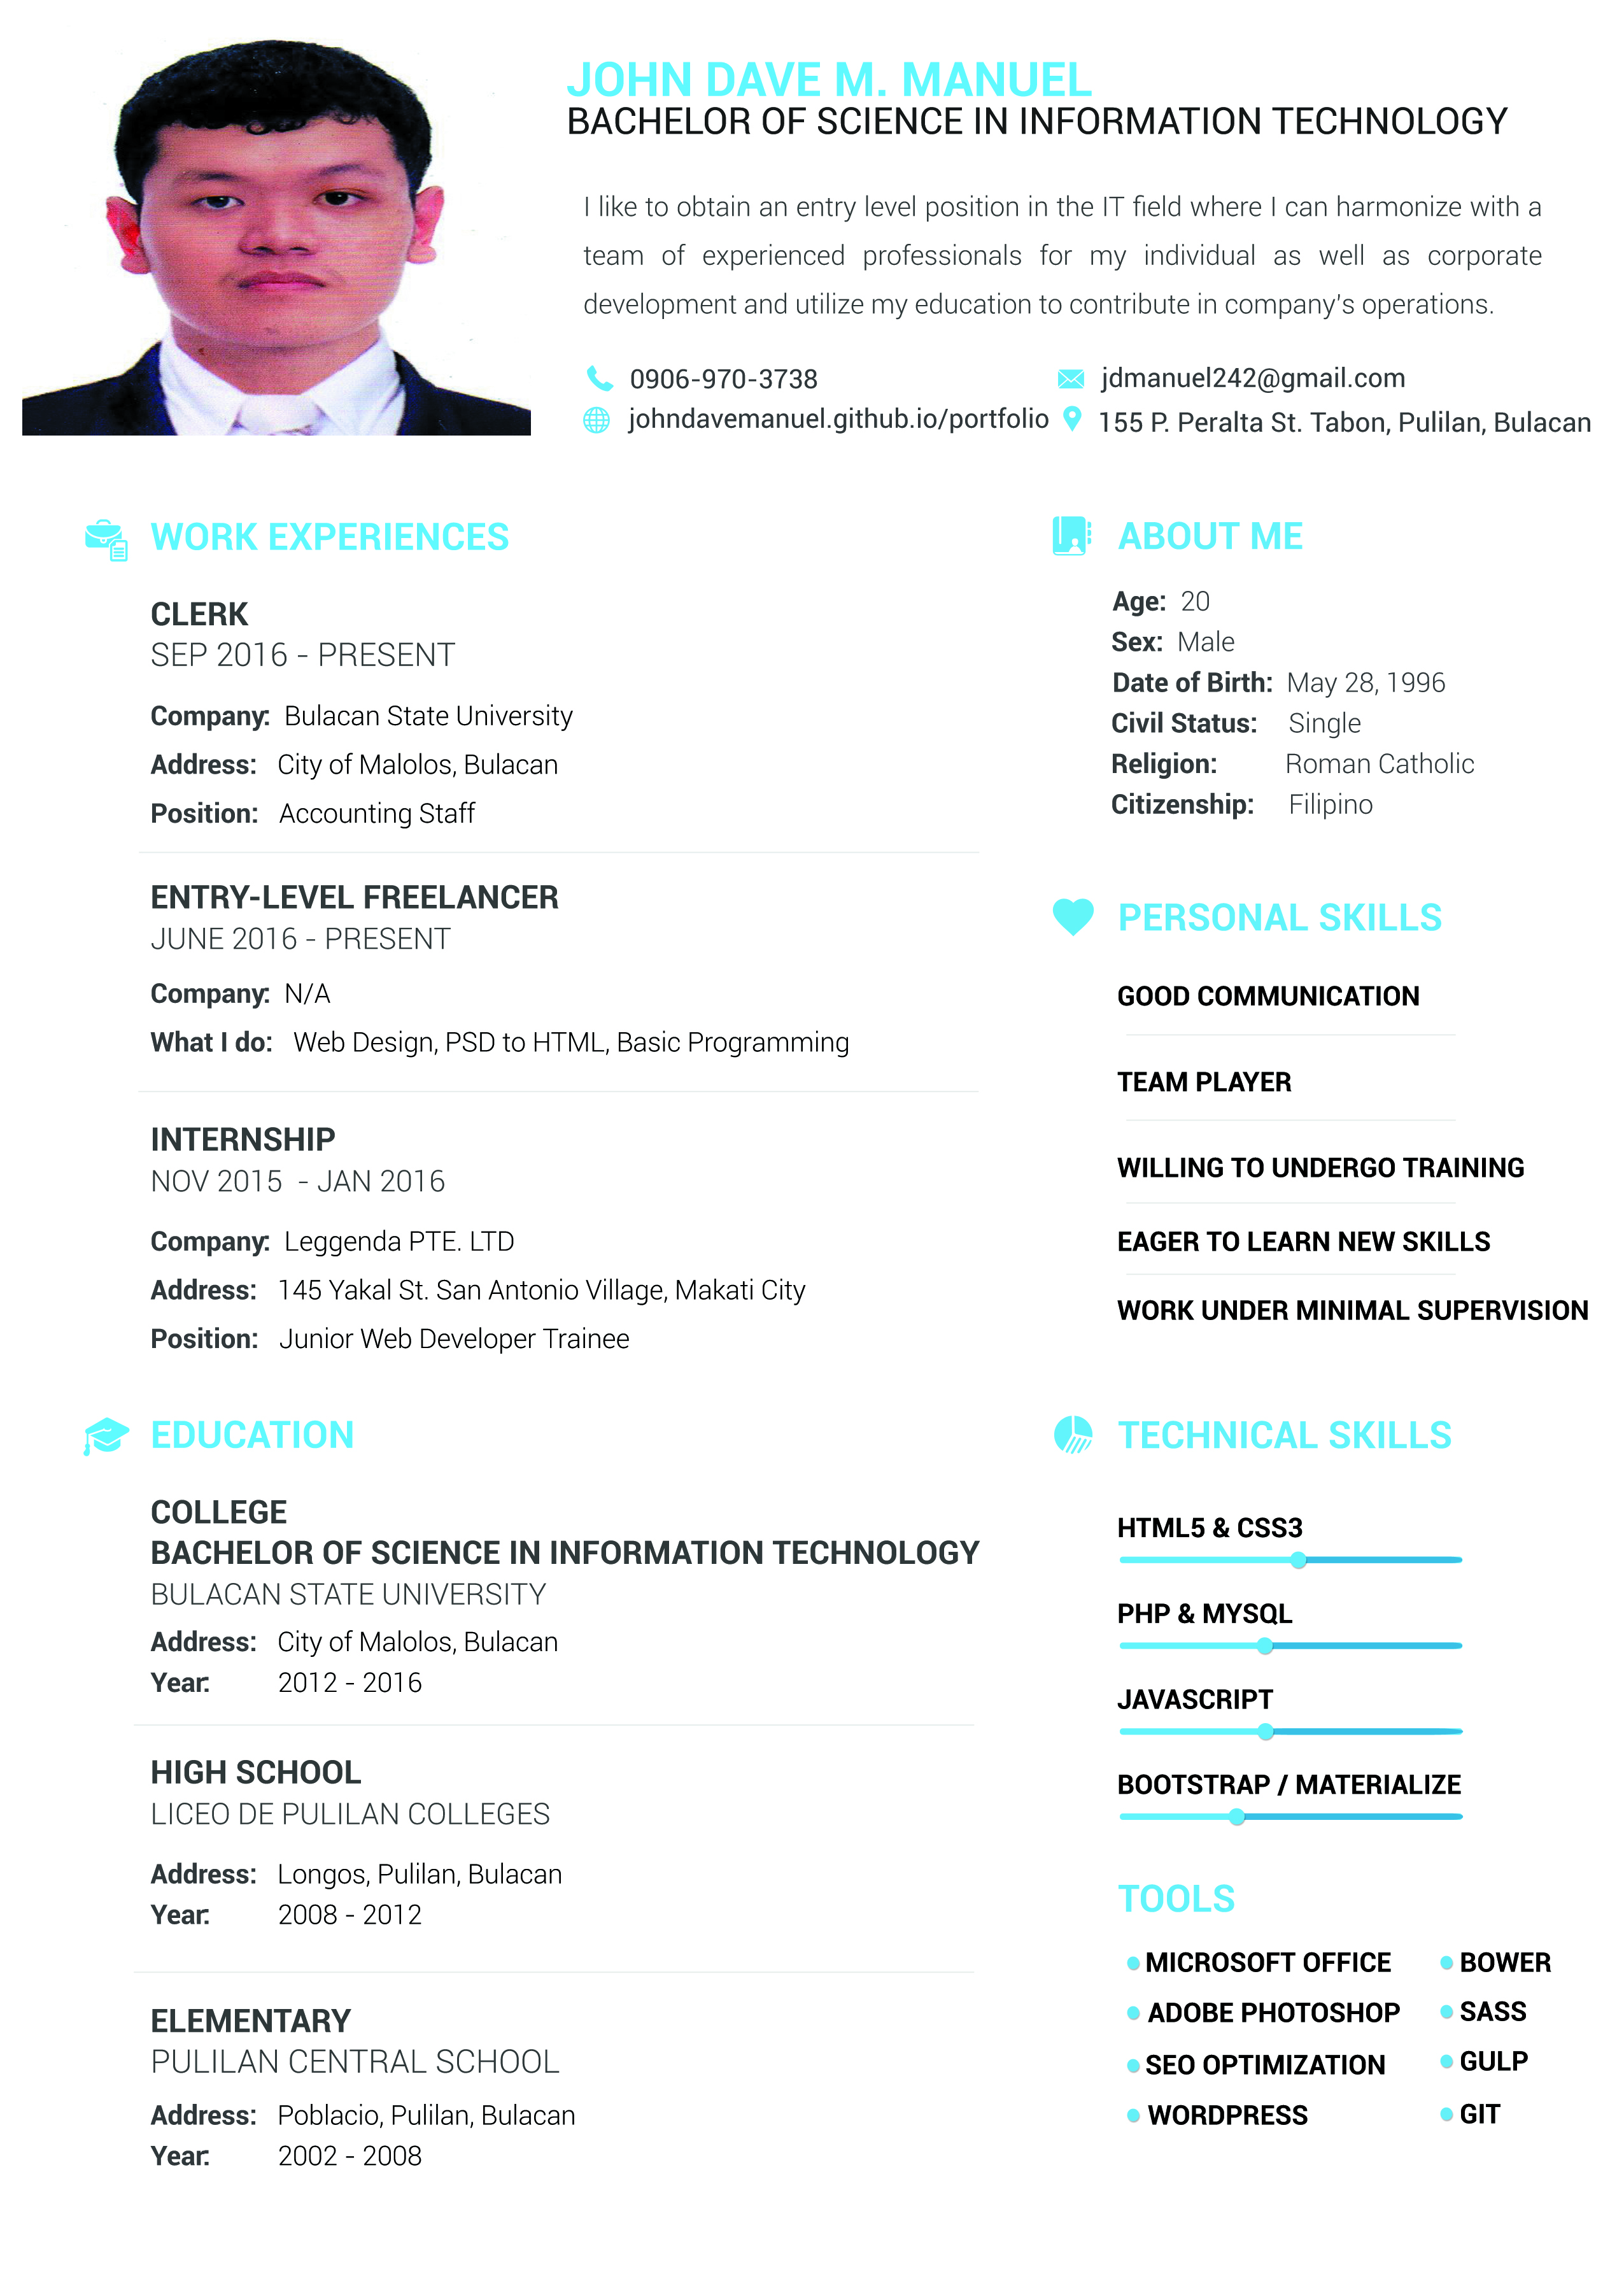 JOHN DAVE M. MANUEL
BACHELOR OF SCIENCE IN INFORMATION TECHNOLOGY
I like to obtain an entry level position in the IT field where I can harmonize with a
team of experienced professionals for my individual as well as corporate
development and utilize my education to contribute in company's operations.
0906-970-3738
jdmanuel242@gmail.com
johndavemanuel.github.io/portfolio
155 P. Peralta St. Tabon, Pulilan, Bulacan
WORK EXPERIENCES
CLERK
SEP 2016 - PRESENT
Company: Bulacan State University
Address: City of Malolos, Bulacan
Position: Accounting Staff
ENTRY-LEVEL FREELANCER
JUNE 2016 - PRESENT
Company: N/A
What I do: Web Design, PSD to HTML, Basic Programming
INTERNSHIP
NOV 2015 - JAN 2016
Company: Leggenda PTE. LTD
Address: 145 Yakal St. San Antonio Village, Makati City
Position: Junior Web Developer Trainee
EDUCATION
COLLEGE
BACHELOR OF SCIENCE IN INFORMATION TECHNOLOGY
BULACAN STATE UNIVERSITY
Address: City of Malolos, Bulacan
Year: 2012 - 2016
HIGH SCHOOL
LICEO DE PULILAN COLLEGES
Address: Longos, Pulilan, Bulacan
Year: 2008 - 2012
ELEMENTARY
PULILAN CENTRAL SCHOOL
Address: Poblacio, Pulilan, Bulacan
Year: 2002 - 2008
ABOUT ME
Age: 20
Sex: Male
Date of Birth: May 28, 1996
Civil Status: Single
Religion: Roman Catholic
Citizenship: Filipino
PERSONAL SKILLS
GOOD COMMUNICATION
TEAM PLAYER
WILLING TO UNDERGO TRAINING
EAGER TO LEARN NEW SKILLS
WORK UNDER MINIMAL SUPERVISION
TECHNICAL SKILLS
HTML5 & CSS3
PHP & MYSQL
JAVASCRIPT
BOOTSTRAP / MATERIALIZE
TOOLS
MICROSOFT OFFICE
ADOBE PHOTOSHOP
SEO OPTIMIZATION
WORDPRESS
BOWER
SASS
GULP
GIT